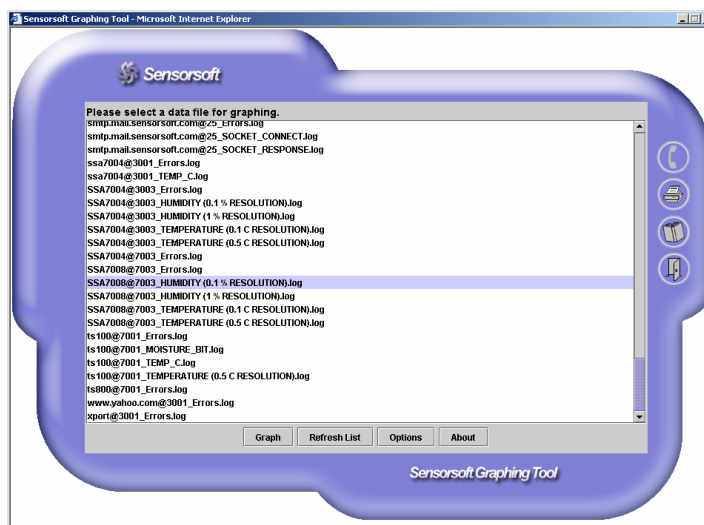 Sensorsoft Graphing Tool - Microsoft Internet Explorer
Sensorsoft
Please select a data file for graphing.
smtp.mail.sensorsoft.com@25_Errors.log
smtp.mail.sensorsoft.com@25_SOCKET_CONNECT.log
smtp.mail.sensorsoft.com@25_SOCKET_RESPONSE.log
ssa7004@3001_Errors.log
ssa7004@3001_TEMP_C.log
SSA7004@3003_Errors.log
SSA7004@3003_HUMIDITY (0.1 % RESOLUTION).log
SSA7004@3003_HUMIDITY (1 % RESOLUTION).log
SSA7004@3003_TEMPERATURE (0.1 C RESOLUTION).log
SSA7004@3003_TEMPERATURE (0.5 C RESOLUTION).log
SSA7004@7003_Errors.log
SSA7008@7003_Errors.log
SSA7008@7003_HUMIDITY (0.1 % RESOLUTION).log
SSA7008@7003_HUMIDITY (1 % RESOLUTION).log
SSA7008@7003_TEMPERATURE (0.1 C RESOLUTION).log
SSA7008@7003_TEMPERATURE (0.5 C RESOLUTION).log
ts100@7001_Errors.log
ts100@7001_MOISTURE_BIT.log
ts100@7001_TEMP_C.log
ts100@7001_TEMPERATURE (0.5 C RESOLUTION).log
ts800@7001_Errors.log
www.yahoo.com@3001_Errors.log
xport@3001_Errors.log
Graph Refresh List Options About
Sensorsoft Graphing Tool